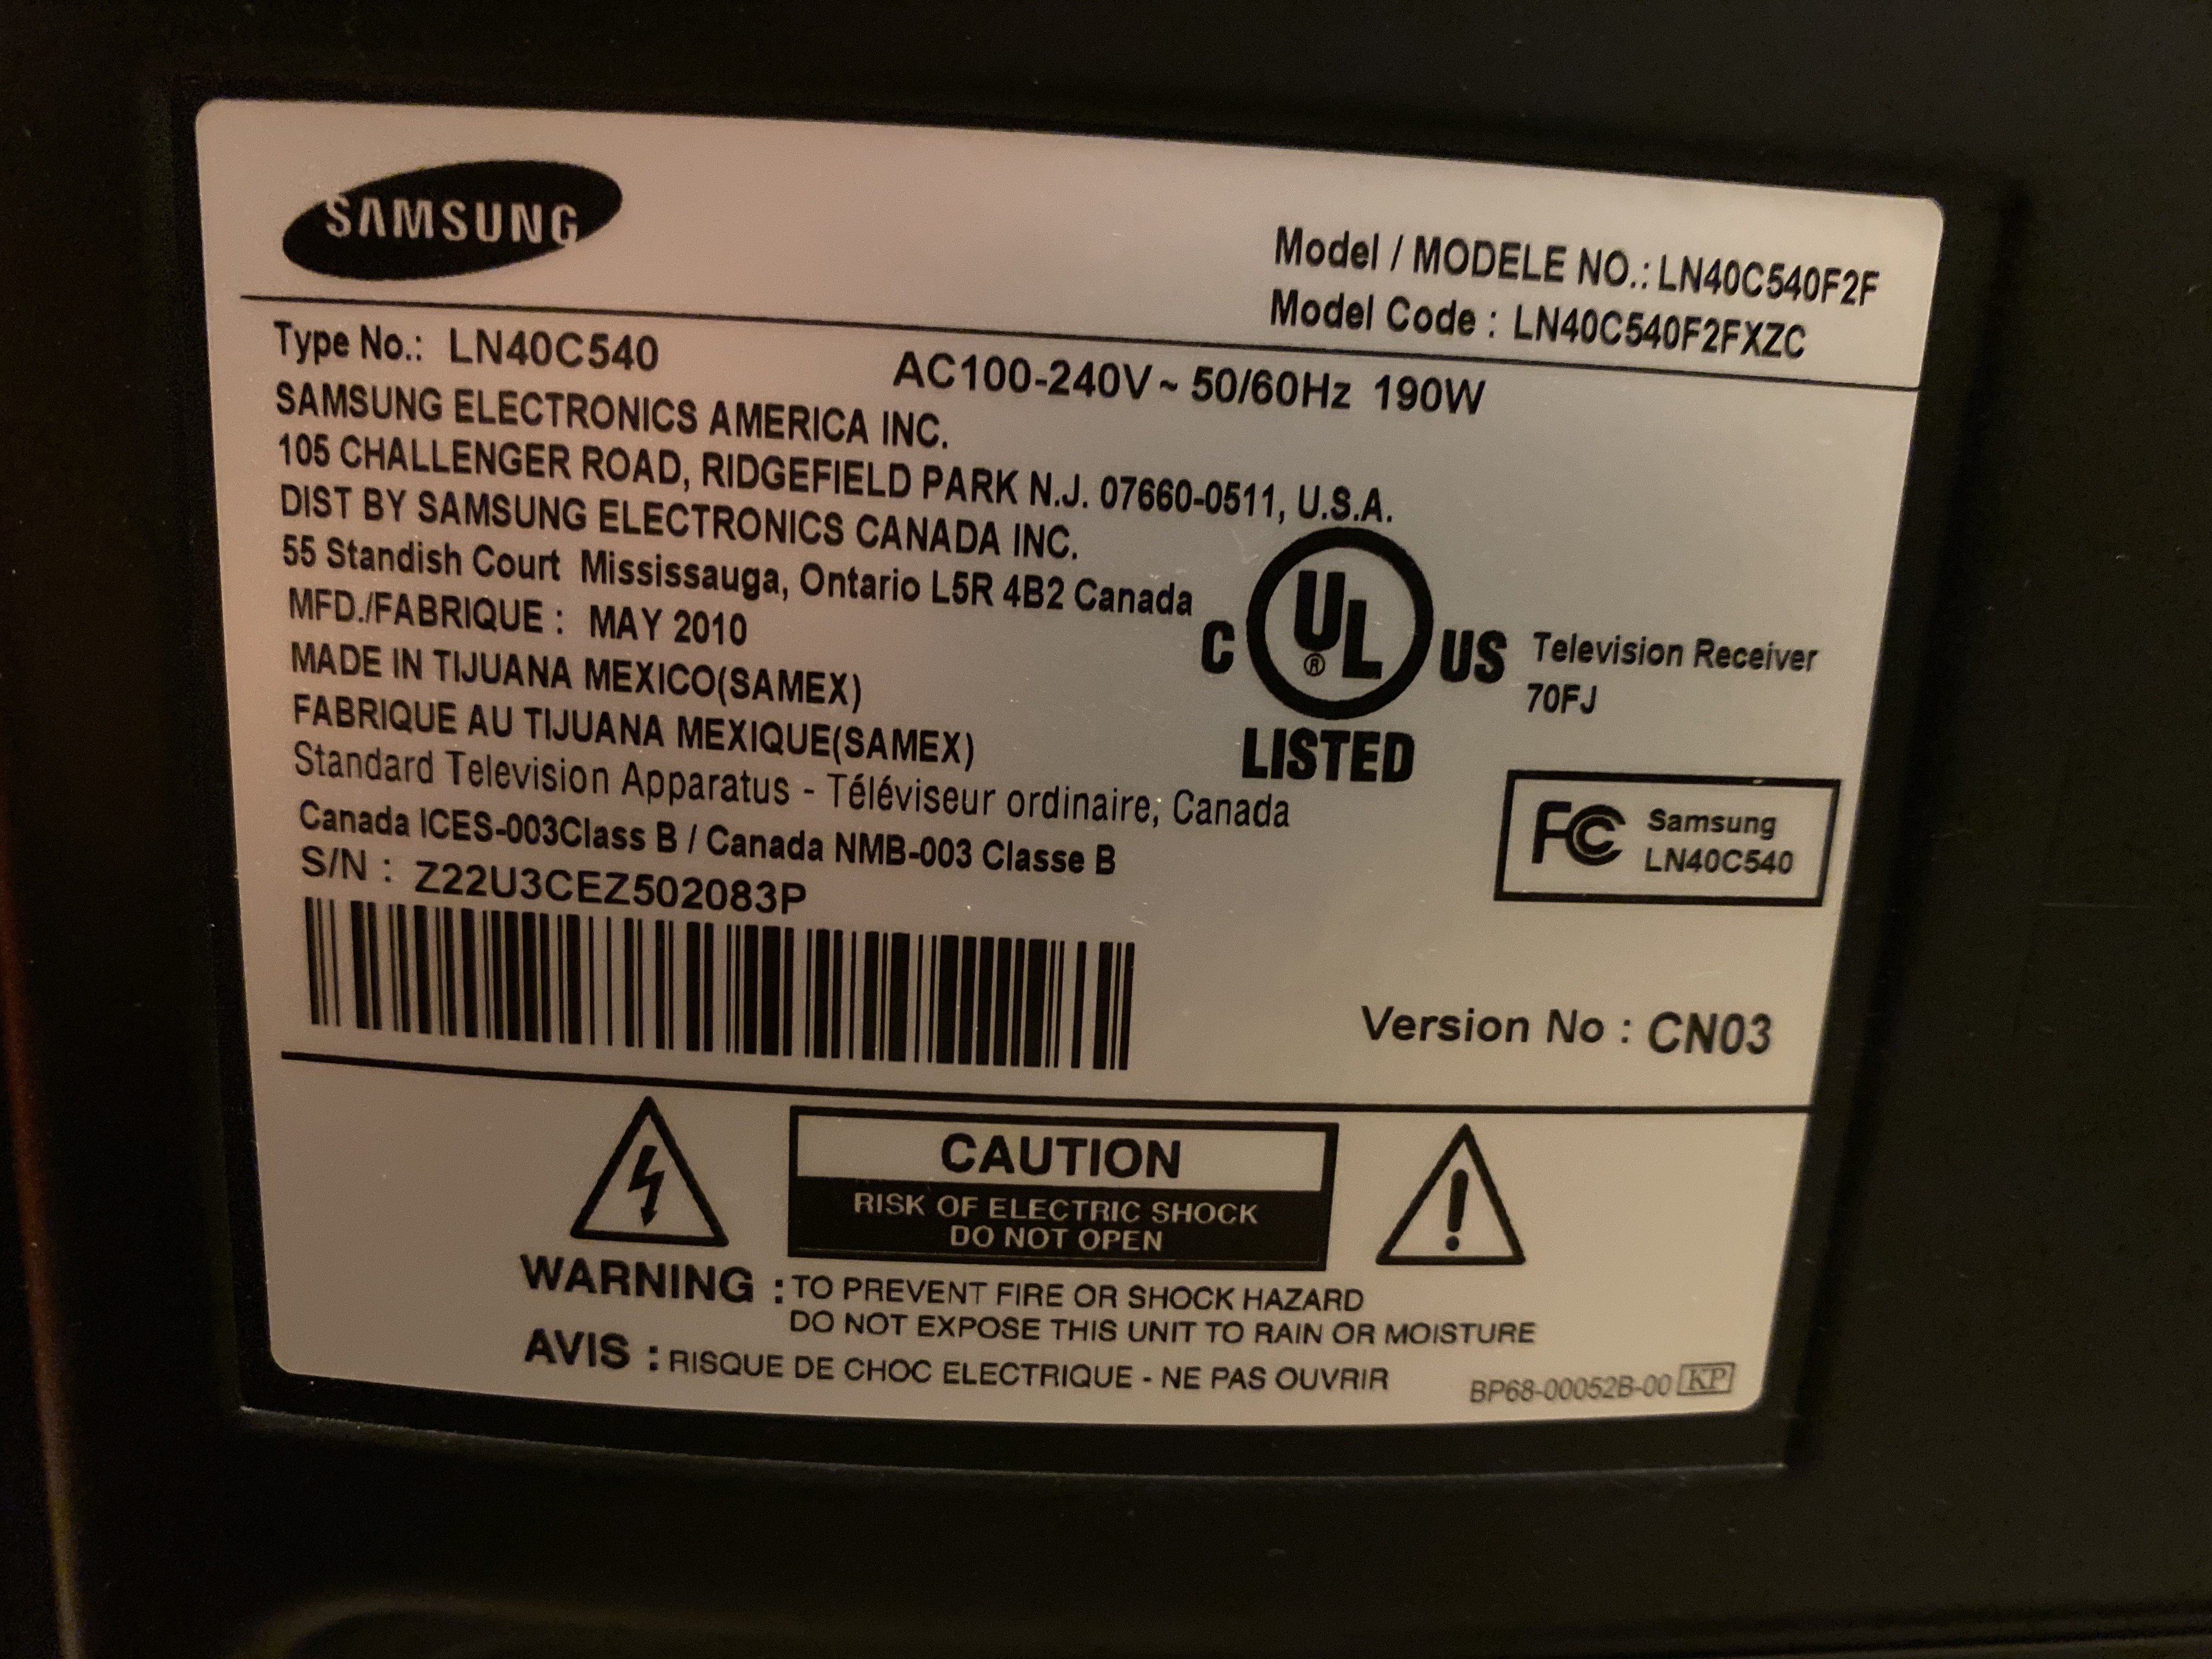 SAMSUNG
Model / MODELE NO.: LN40C540F2F
Model Code : LN40C540F2FXZC
Type No.: LN40C540
AC100-240V~ 50/60Hz 190W
SAMSUNG ELECTRONICS AMERICA INC.
105 CHALLENGER ROAD, RIDGEFIELD PARK N.J. 07660-0511, U.S.A.
DIST BY SAMSUNG ELECTRONICS CANADA INC.
55 Standish Court Mississauga, Ontario L5R 4B2 Canada
MFD./FABRIQUE : MAY 2010
MADE IN TIJUANA MEXICO(SAMEX)
FABRIQUE AU TIJUANA MEXIQUE(SAMEX)
Standard Television Apparatus - Téléviseur ordinaire, Canada
Canada ICES-003Class B / Canada NMB-003 Classe B
S/N : Z22U3CEZ502083P
C UL ® US
LISTED
Television Receiver
70FJ
FC Samsung
LN40C540
Version No : CN03
CAUTION
RISK OF ELECTRIC SHOCK
DO NOT OPEN
WARNING : TO PREVENT FIRE OR SHOCK HAZARD
DO NOT EXPOSE THIS UNIT TO RAIN OR MOISTURE
AVIS : RISQUE DE CHOC ELECTRIQUE - NE PAS OUVRIR
BP68-00052B-00 KP